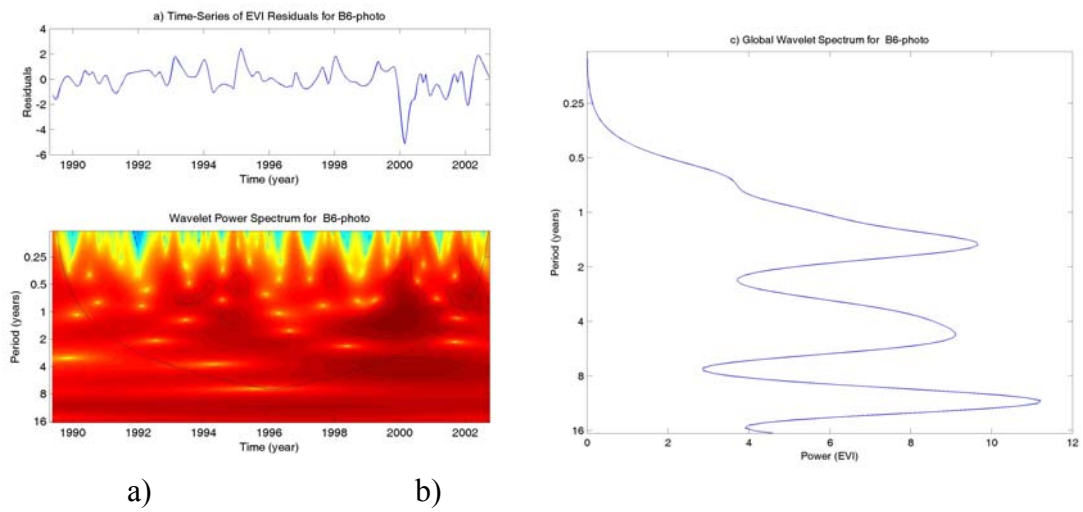 a) Time-Series of EVI Residuals for B6-photo
4
2
0
-2
-4
-6
Residuals
1990 1992 1994 1996 1998 2000 2002
Time (year)
Wavelet Power Spectrum for B6-photo
0.25
0.5
1
2
4
8
16
Period (years)
1990 1992 1994 1996 1998 2000 2002
Time (year)
c) Global Wavelet Spectrum for B6-photo
0.25
0.5
1
2
4
8
16
Period (years)
0 2 4 6 8 10 12
Power (EVI)
a) b)